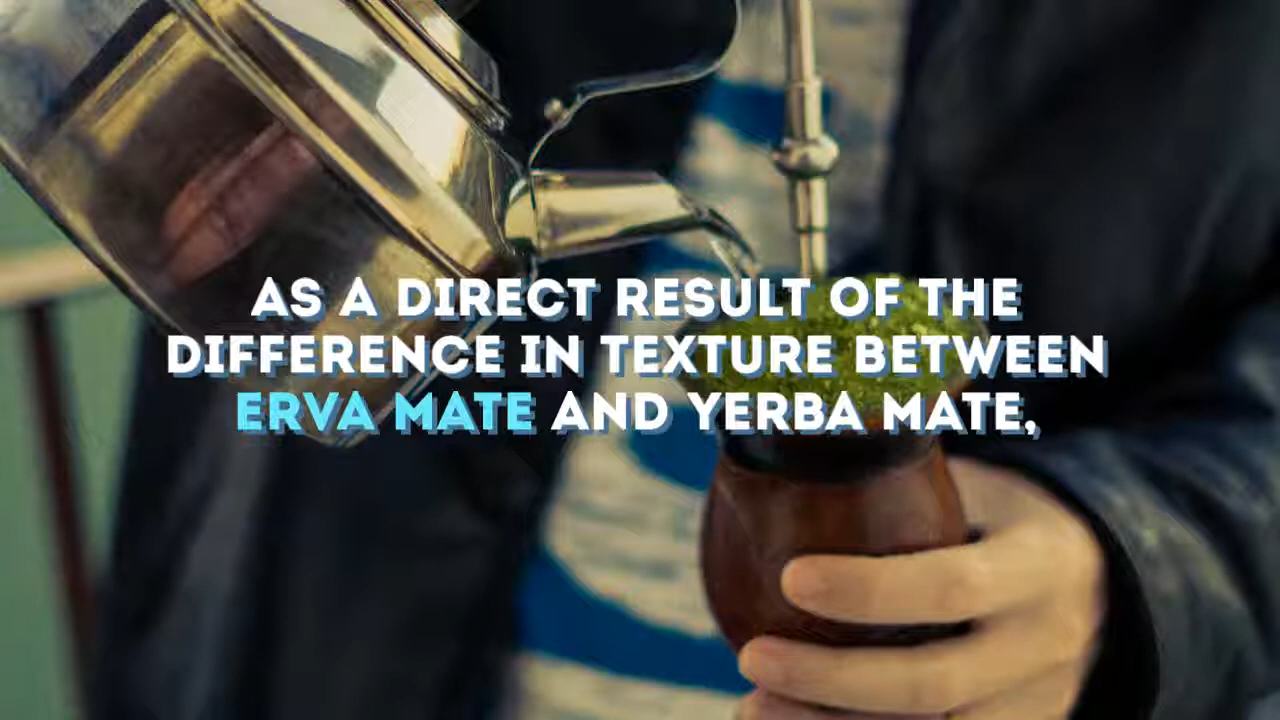 AS A DIRECT RESULT OF THE
DIFFERENCE IN TEXTURE BETWEEN
ERVA MATE AND YERBA MATE,